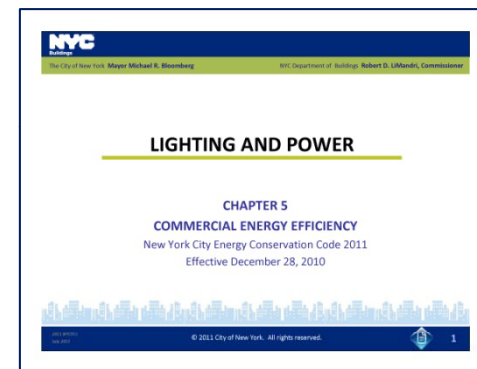 NYC
Buildings
The City of New York Mayor Michael R. Bloomberg NYC Department of Buildings Robert D. LiMandri, Commissioner
LIGHTING AND POWER
CHAPTER 5
COMMERCIAL ENERGY EFFICIENCY
New York City Energy Conservation Code 2011
Effective December 28, 2010
© 2011 City of New York. All rights reserved. 1